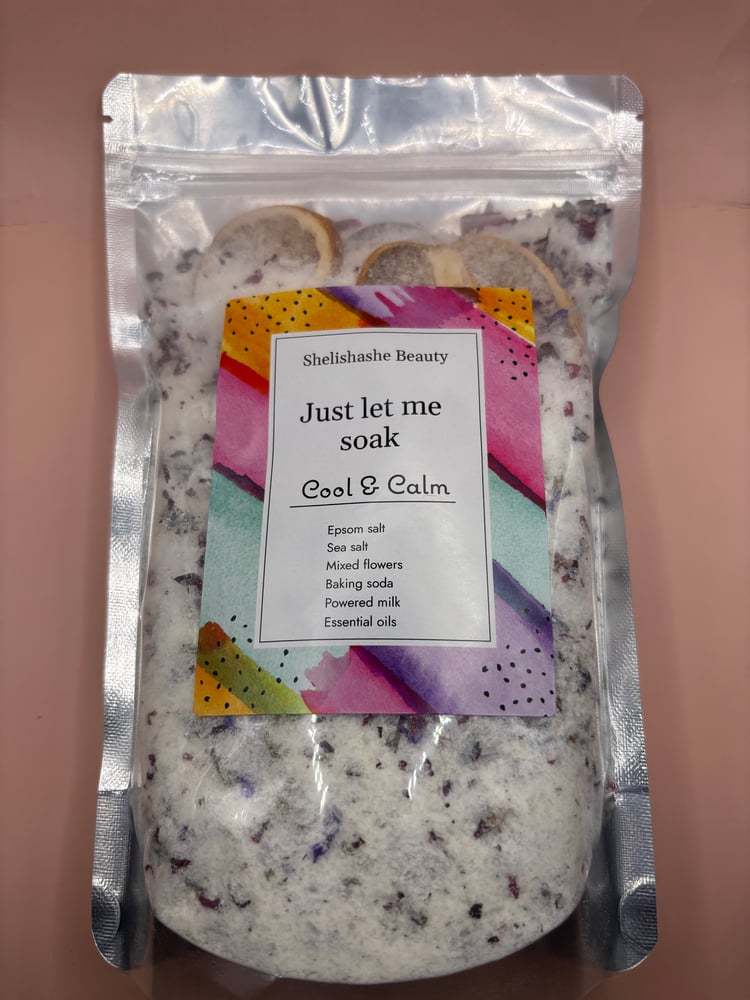 Shelishashe Beauty
Just let me
soak
Cool & Calm
Epsom salt
Sea salt
Mixed flowers
Baking soda
Powered milk
Essential oils